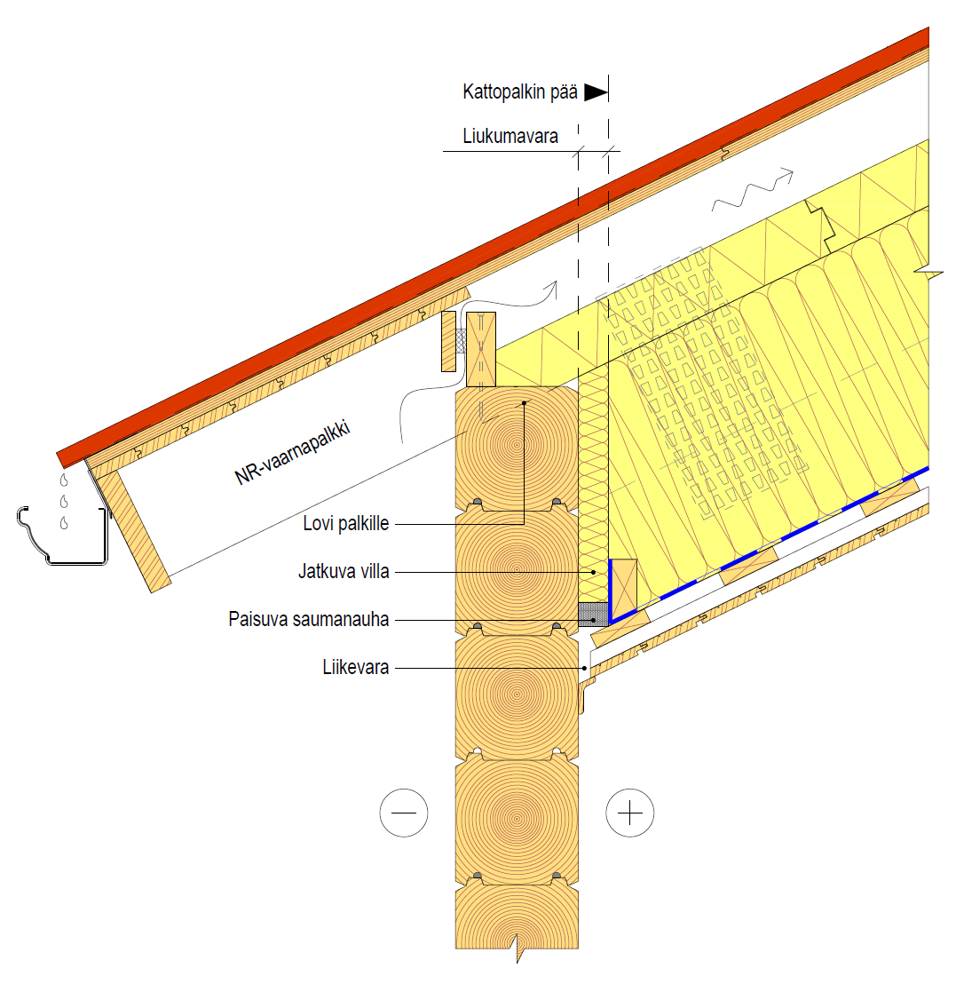 Kattopalkin pää
Liukumavara
NR-vaarnapalkki
Lovi palkille
Jatkuva villa
Paisuva saumanauha
Liikevara